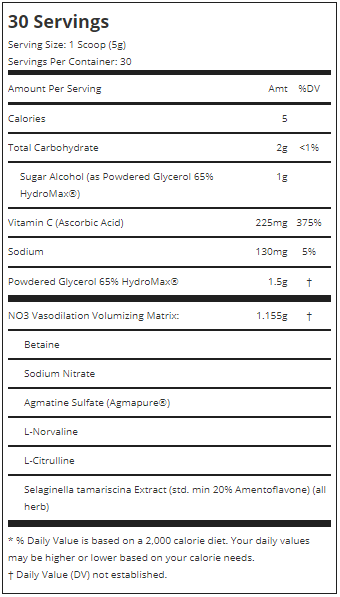 30 Servings
Serving Size: 1 Scoop (5g)
Servings Per Container: 30
Amount Per Serving Amt %DV
Calories 5
Total Carbohydrate 2g <1%
Sugar Alcohol (as Powdered Glycerol 65% 1g
HydroMax®)
Vitamin C (Ascorbic Acid) 225mg 375%
Sodium 130mg 5%
Powdered Glycerol 65% HydroMax® 1.5g †
NO3 Vasodilation Volumizing Matrix: 1.155g †
Betaine
Sodium Nitrate
Agmatine Sulfate (Agmapure®)
L-Norvaline
L-Citrulline
Selaginella tamariscina Extract (std. min 20% Amentoflavone) (all
herb)
* % Daily Value is based on a 2,000 calorie diet. Your daily values
may be higher or lower based on your calorie needs.
† Daily Value (DV) not established.